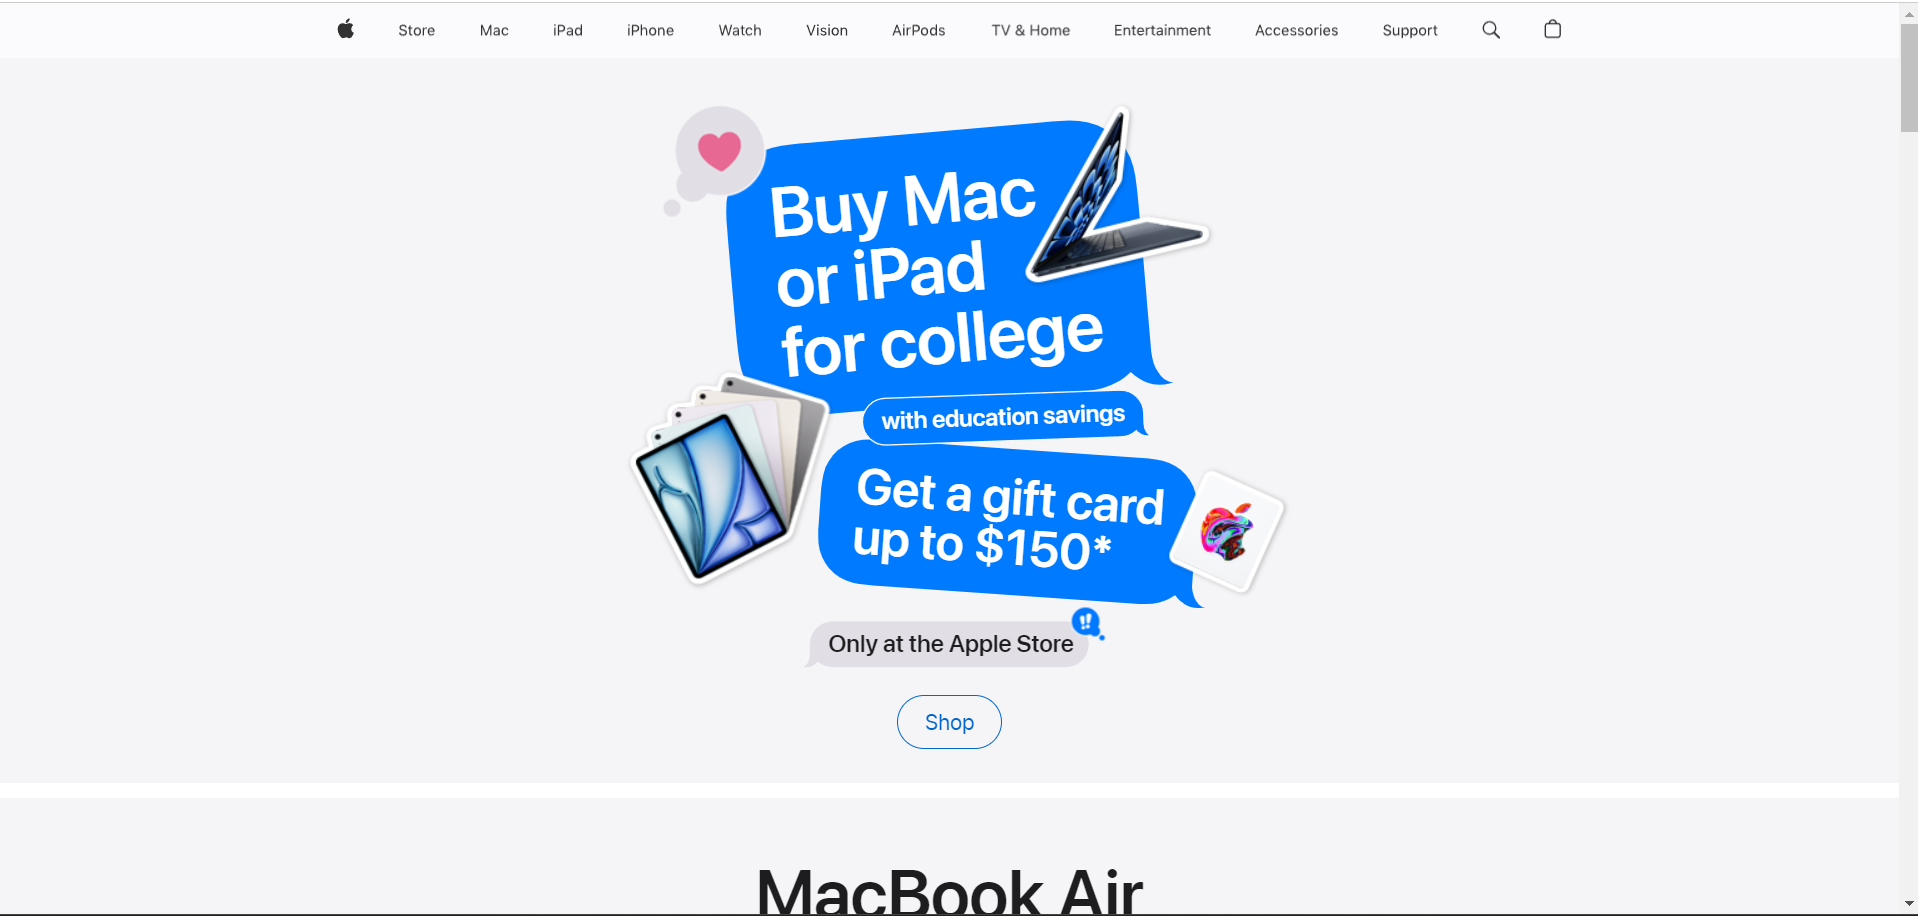 Store Mac iPad iPhone Watch Vision AirPods TV & Home Entertainment Accessories Support
Buy Mac
or iPad
for college
with education savings
Get a gift card
up to $150*
!!
Only at the Apple Store
Shop
MacBook Air